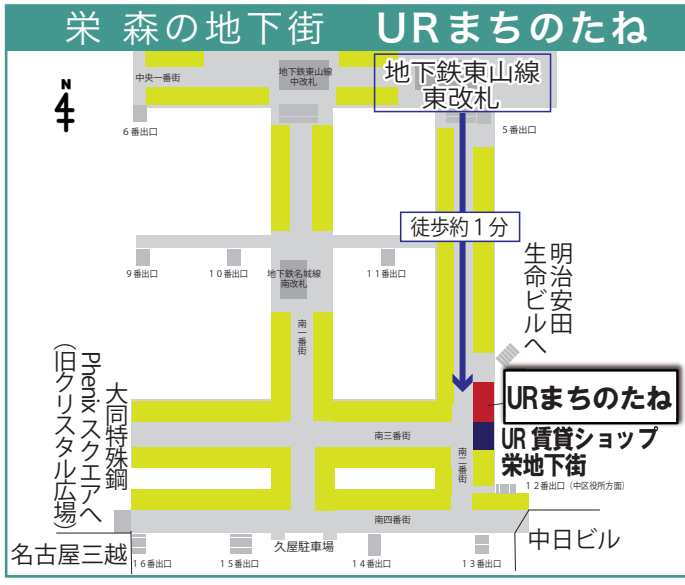 栄 森の地下街 URまちのたね
中央一番街
地下鉄東山線
中改札
地下鉄東山線
東改札
N
6番出口
5番出口
徒歩約1分
9番出口
10番出口
地下鉄名城線
南改札
11番出口
明治安田
生命ビルへ
南一番街
URまちのたね
UR 賃貸ショップ
栄地下街
大同特殊鋼
Phenix スクエアへ
(旧クリスタル広場)
南三番街
南二番街
12番出口(中区役所方面)
南四番街
久屋駐車場
中日ビル
名古屋三越
16番出口
15番出口
14番出口
13番出口